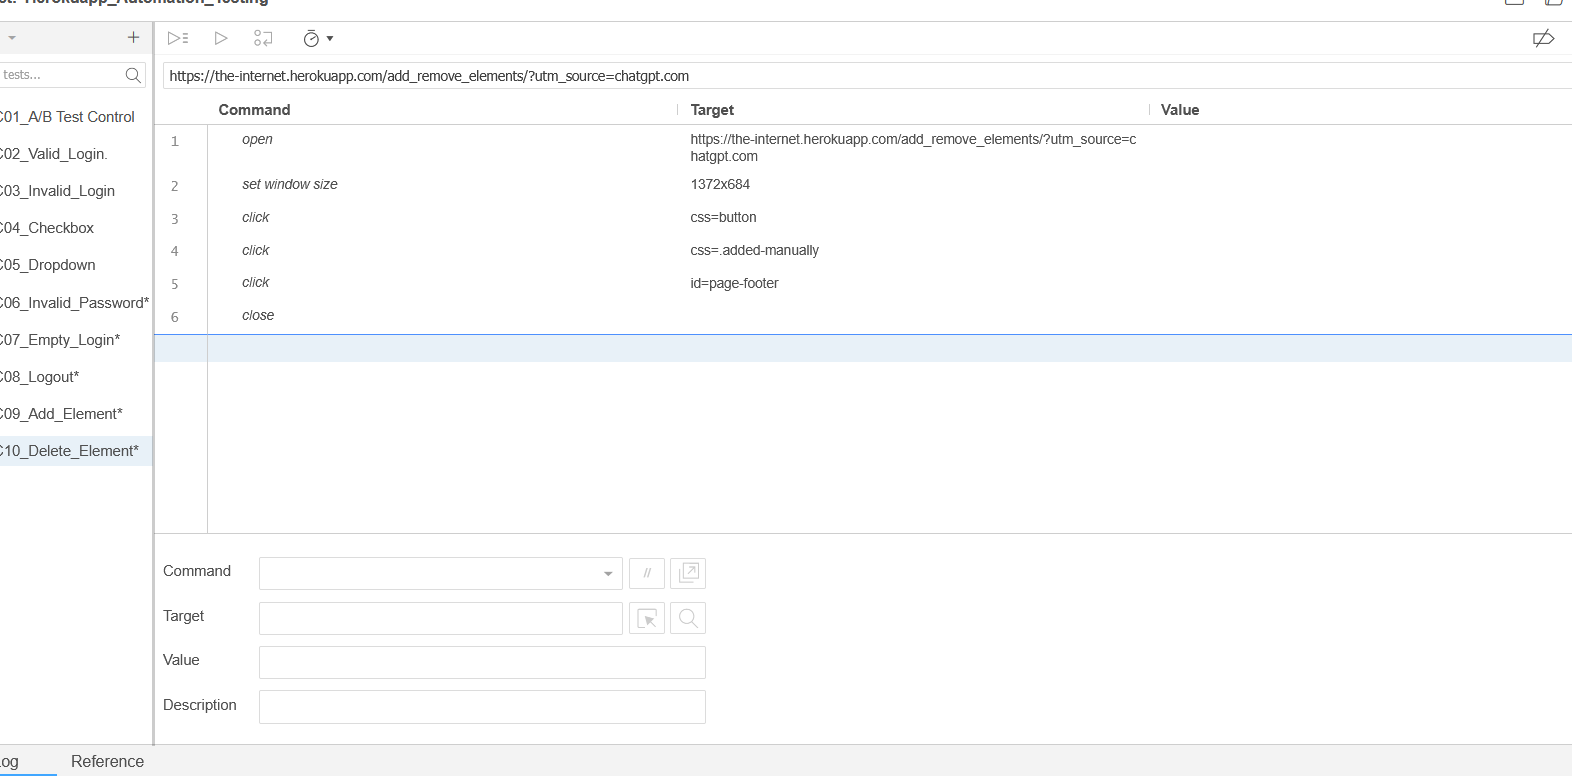 Herokuapp_Automation_Testing
tests...
https://the-internet.herokuapp.com/add_remove_elements/?utm_source=chatgpt.com
Command Target Value
1 open https://the-internet.herokuapp.com/add_remove_elements/?utm_source=c
hatgpt.com
2 set window size 1372x684
3 click css=button
4 click css=.added-manually
5 click id=page-footer
6 close
C01_A/B Test Control
C02_Valid_Login.
C03_Invalid_Login
C04_Checkbox
C05_Dropdown
C06_Invalid_Password*
C07_Empty_Login*
C08_Logout*
C09_Add_Element*
C10_Delete_Element*
Command //
Target
Value
Description
Log Reference